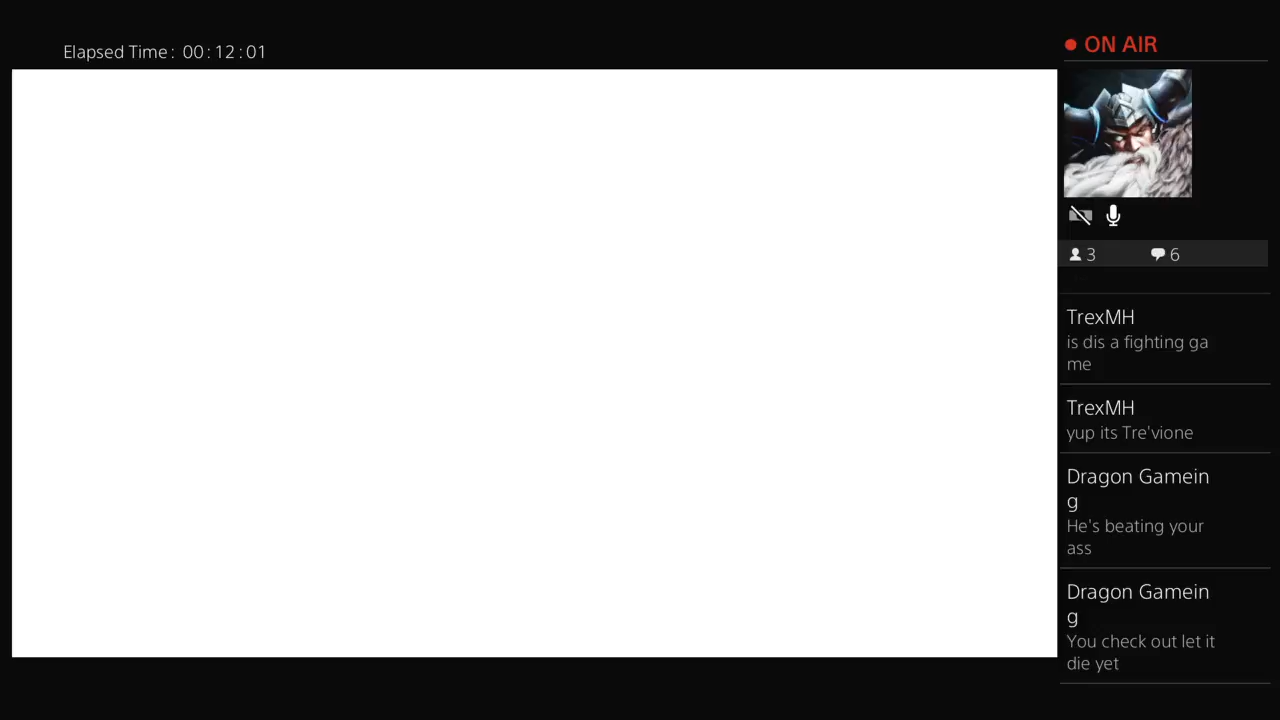 Elapsed Time: 00:12:01
ON AIR
3
6
TrexMH
is dis a fighting ga
me
TrexMH
yup its Tre'vione
Dragon Gamein
g
He's beating your
ass
Dragon Gamein
g
You check out let it
die yet